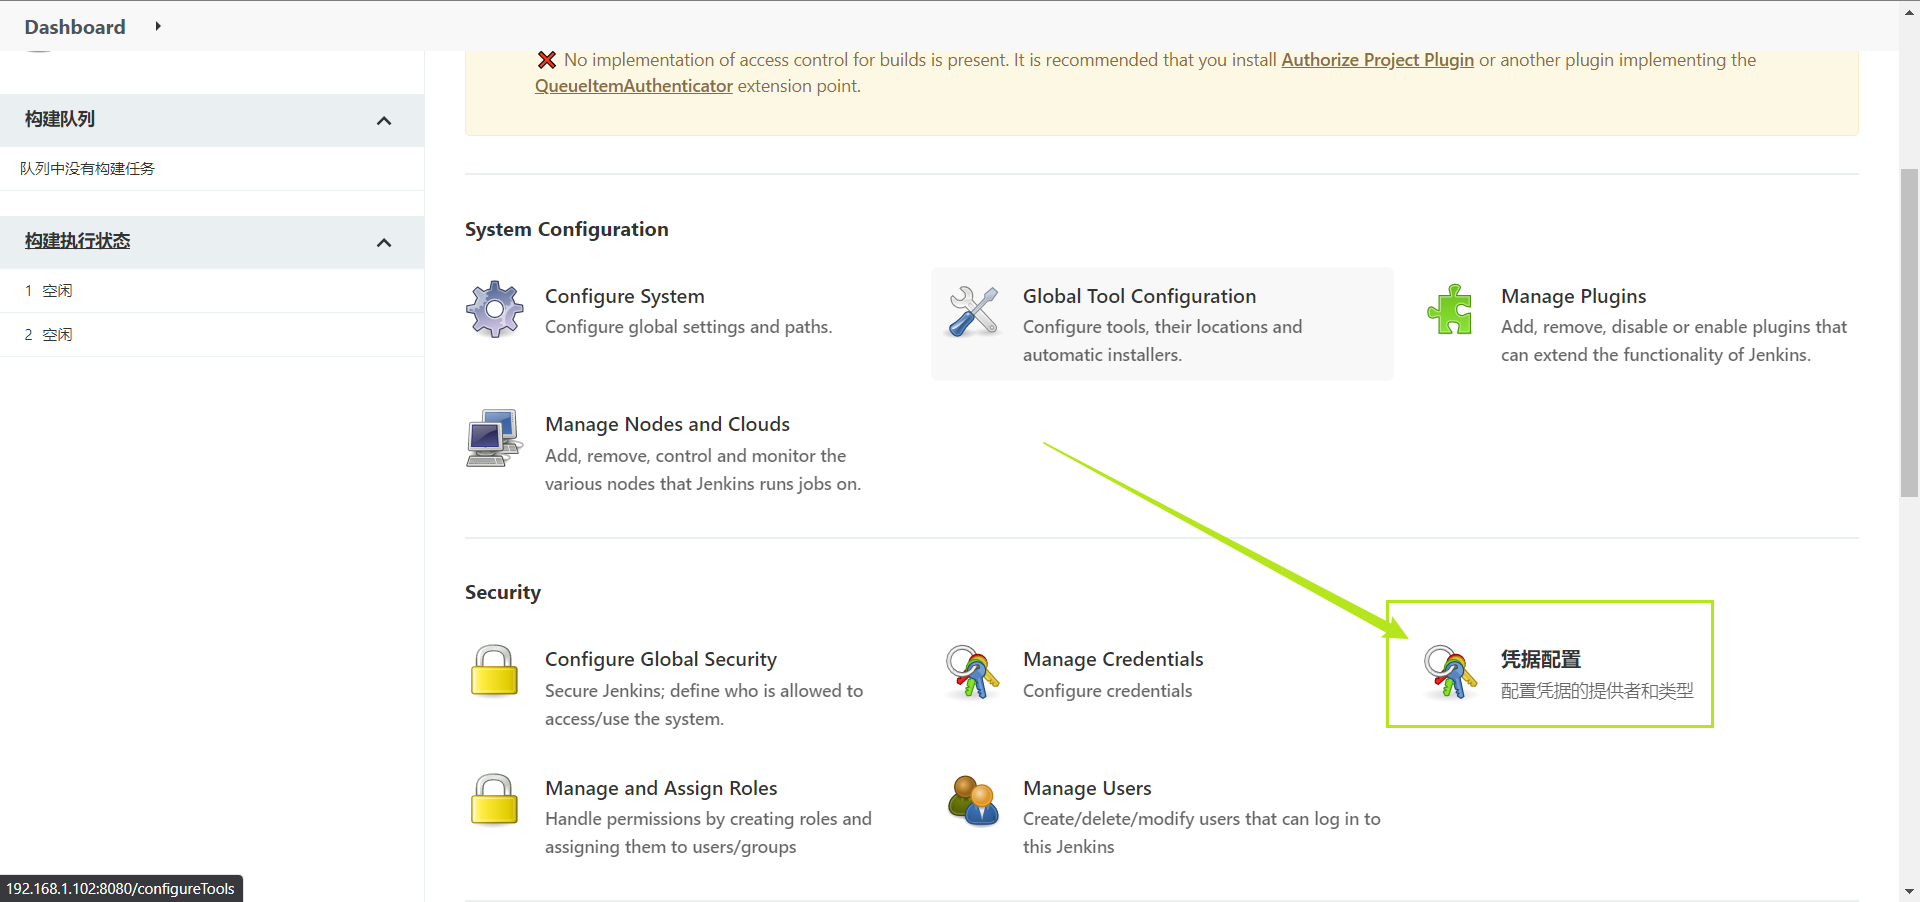 Dashboard
No implementation of access control for builds is present. It is recommended that you install Authorize Project Plugin or another plugin implementing the
QueueItemAuthenticator extension point.
构建队列
队列中没有构建任务
构建执行状态
1 空闲
2 空闲
System Configuration
Configure System
Configure global settings and paths.
Global Tool Configuration
Configure tools, their locations and
automatic installers.
Manage Plugins
Add, remove, disable or enable plugins that
can extend the functionality of Jenkins.
Manage Nodes and Clouds
Add, remove, control and monitor the
various nodes that Jenkins runs jobs on.
Security
Configure Global Security
Secure Jenkins; define who is allowed to
access/use the system.
Manage Credentials
Configure credentials
凭据配置
配置凭据的提供者和类型
Manage and Assign Roles
Handle permissions by creating roles and
assigning them to users/groups
Manage Users
Create/delete/modify users that can log in to
this Jenkins
192.168.1.102:8080/configureTools